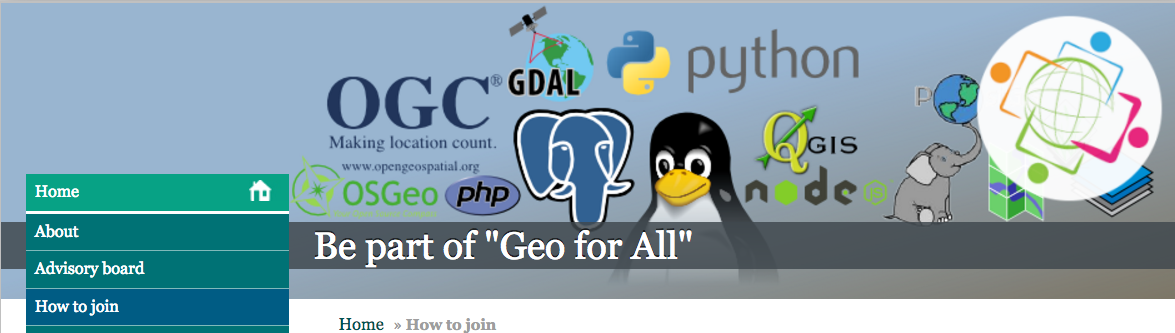 GDAL
python
OGC®
Making location count.
www.opengeospatial.org
OSGeo
php
QGIS
node
JS
Home
About
Advisory board
How to join
Be part of "Geo for All"
Home » How to join